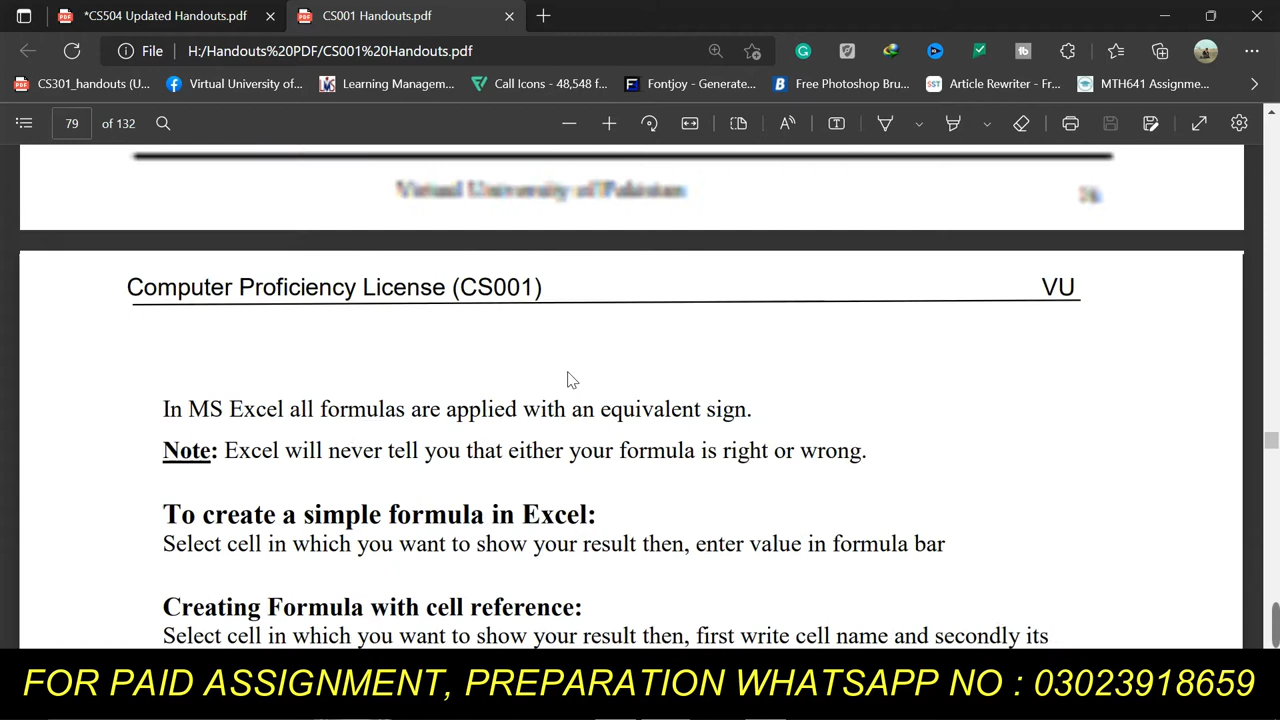 *CS504 Updated Handouts.pdf
CS001 Handouts.pdf
File H:/Handouts%20PDF/CS001%20Handouts.pdf
CS301_handouts (U...
Virtual University of...
Learning Managem...
Call Icons - 48,548 f...
Fontjoy - Generate...
Free Photoshop Bru...
Article Rewriter - Fr...
MTH641 Assignme...
79 of 132
Virtual University of Pakistan
Computer Proficiency License (CS001) VU
In MS Excel all formulas are applied with an equivalent sign.
Note: Excel will never tell you that either your formula is right or wrong.
To create a simple formula in Excel:
Select cell in which you want to show your result then, enter value in formula bar
Creating Formula with cell reference:
Select cell in which you want to show your result then, first write cell name and secondly its
FOR PAID ASSIGNMENT, PREPARATION WHATSAPP NO : 03023918659